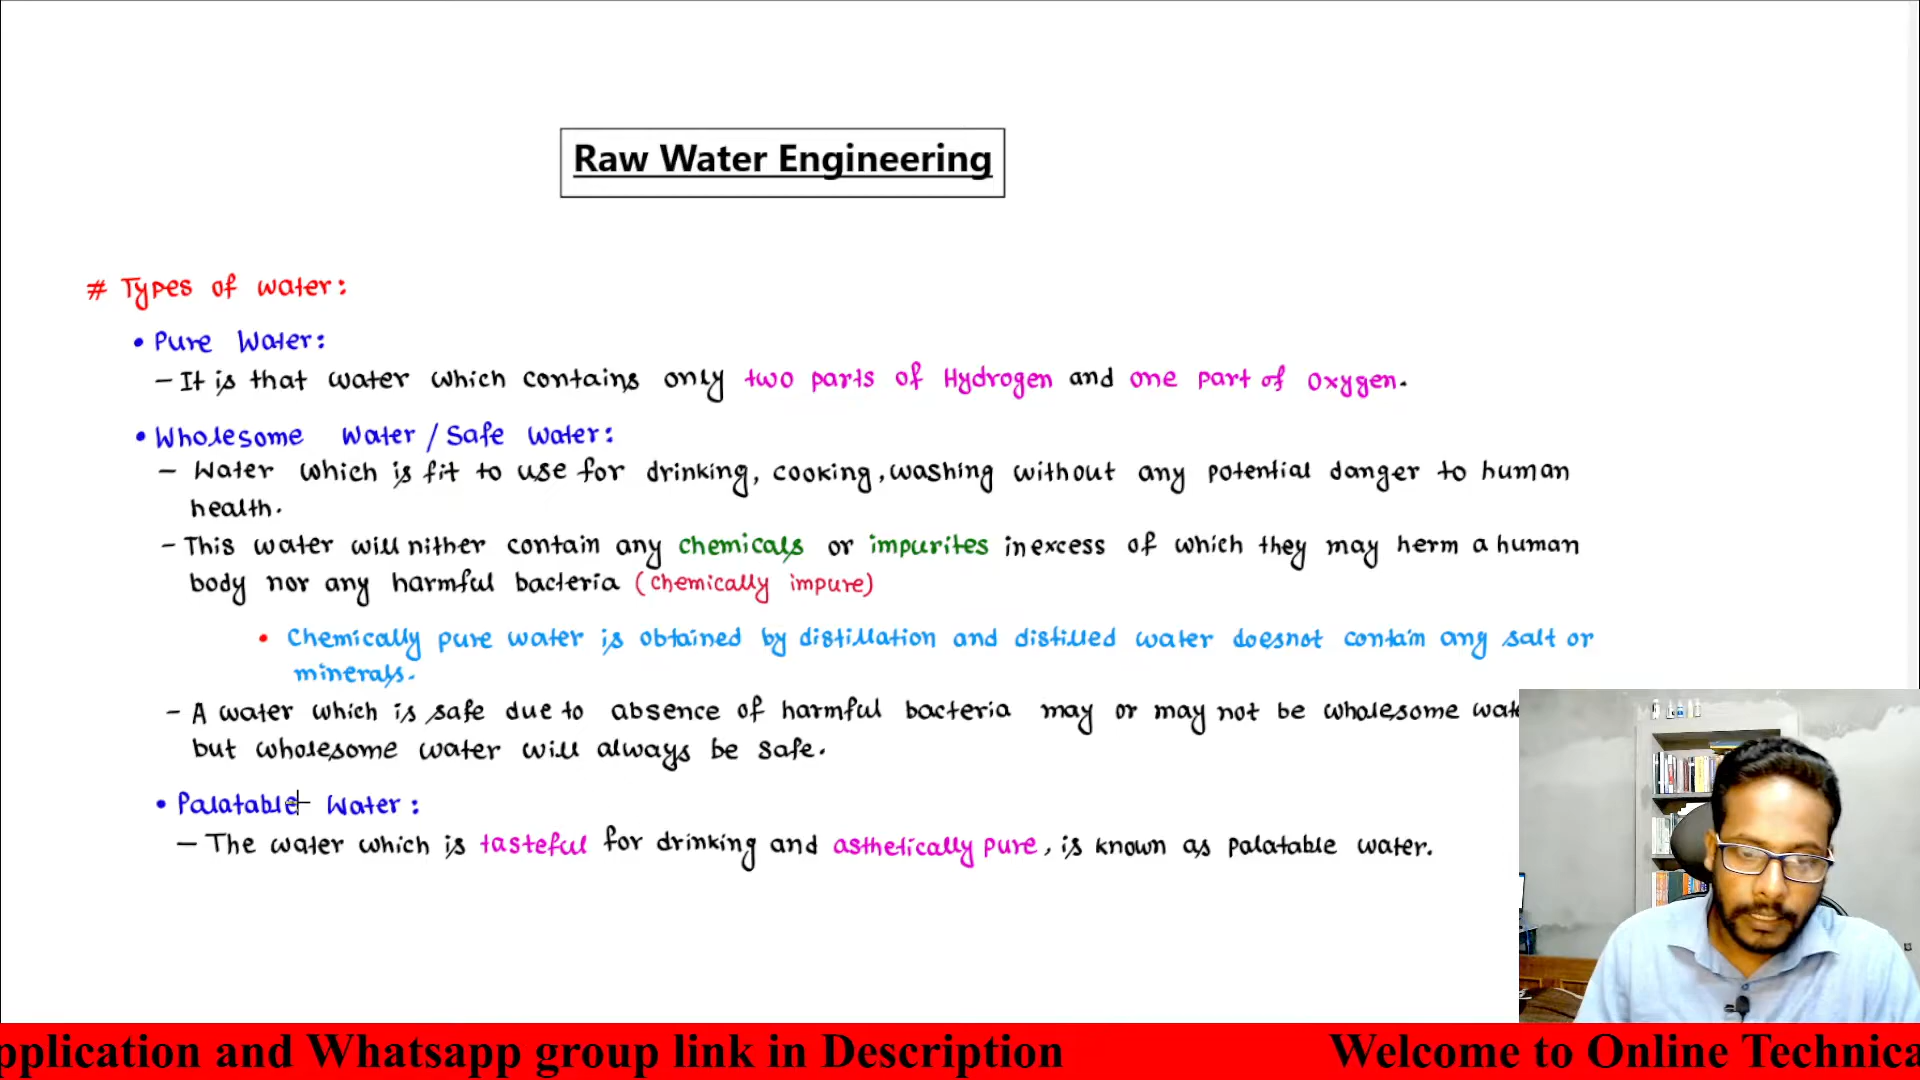 Raw Water Engineering
# Types of water:
• Pure Water:
– It is that water which contains only two parts of Hydrogen and one part of Oxygen.
• Wholesome Water / Safe Water:
– Water which is fit to use for drinking, cooking, washing without any potential danger to human
health.
– This water will nither contain any chemicals or impurites inexcess of which they may herm a human
body nor any harmful bacteria (chemically impure)
• Chemically pure water is obtained by distillation and distilled water doesnot contain any salt or
minerals.
– A water which is safe due to absence of harmful bacteria may or may not be wholesome
but wholesome water will always be safe.
• Palatable Water:
– The water which is tasteful for drinking and asthetically pure, is known as palatable water.
pplication and Whatsapp group link in Description Welcome to Online Technica